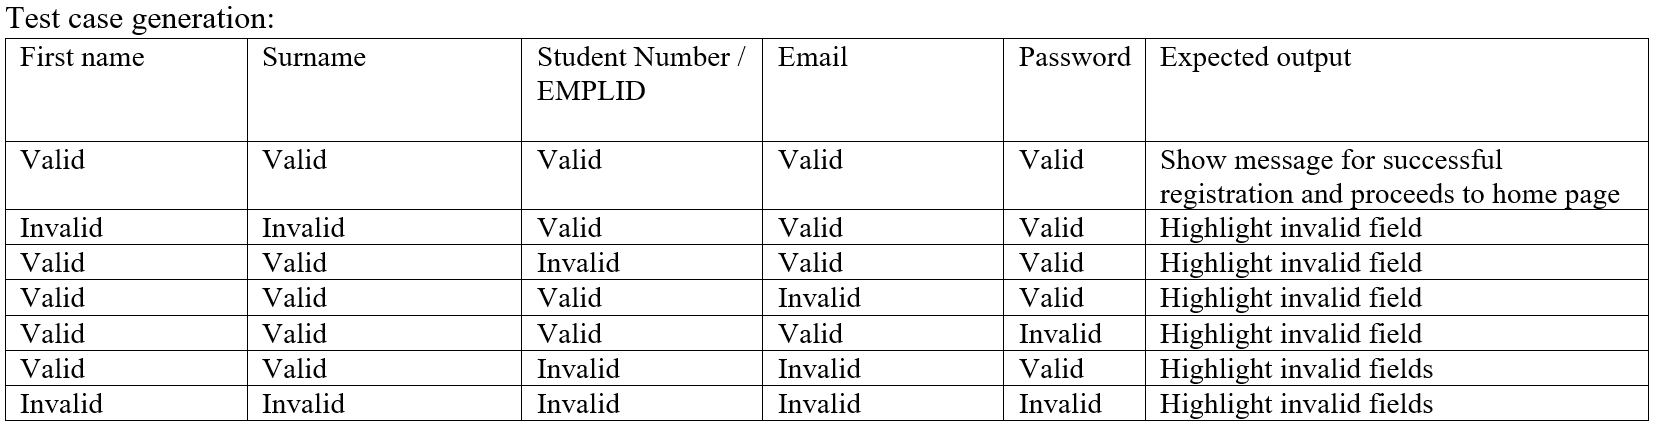 Test case generation:
First name Surname Student Number / EMPLID Email Password Expected output
Valid Valid Valid Valid Valid Show message for successful registration and proceeds to home page
Invalid Invalid Valid Valid Valid Highlight invalid field
Valid Valid Invalid Valid Valid Highlight invalid field
Valid Valid Valid Invalid Valid Highlight invalid field
Valid Valid Valid Valid Invalid Highlight invalid field
Valid Valid Invalid Invalid Valid Highlight invalid fields
Invalid Invalid Invalid Invalid Invalid Highlight invalid fields